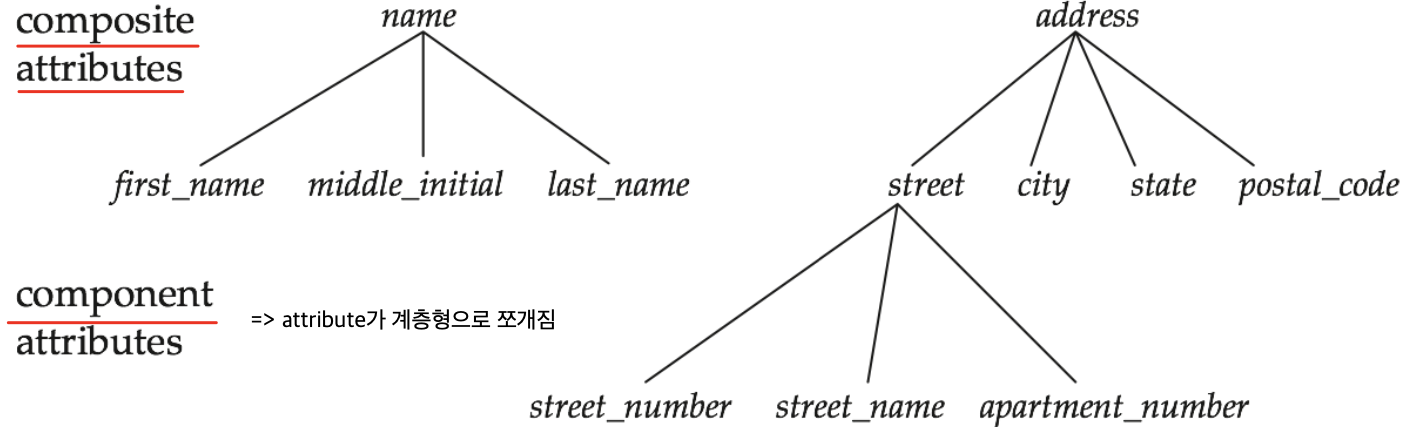 composite
attributes
name
address
first_name
middle_initial
last_name
street
city
state
postal_code
component
attributes
=> attribute가 계층형으로 쪼개짐
street_number
street_name
apartment_number